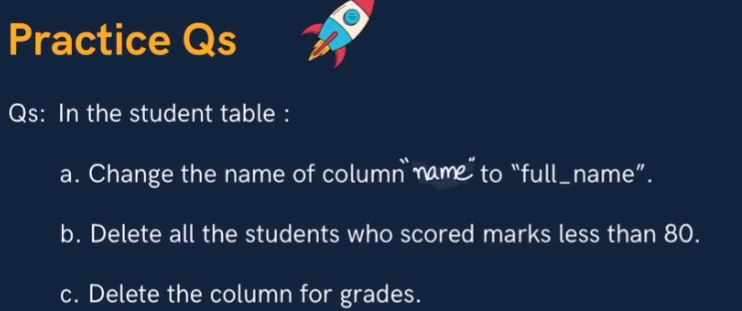 Practice Qs
Qs: In the student table :
a. Change the name of column "name" to "full_name".
b. Delete all the students who scored marks less than 80.
c. Delete the column for grades.